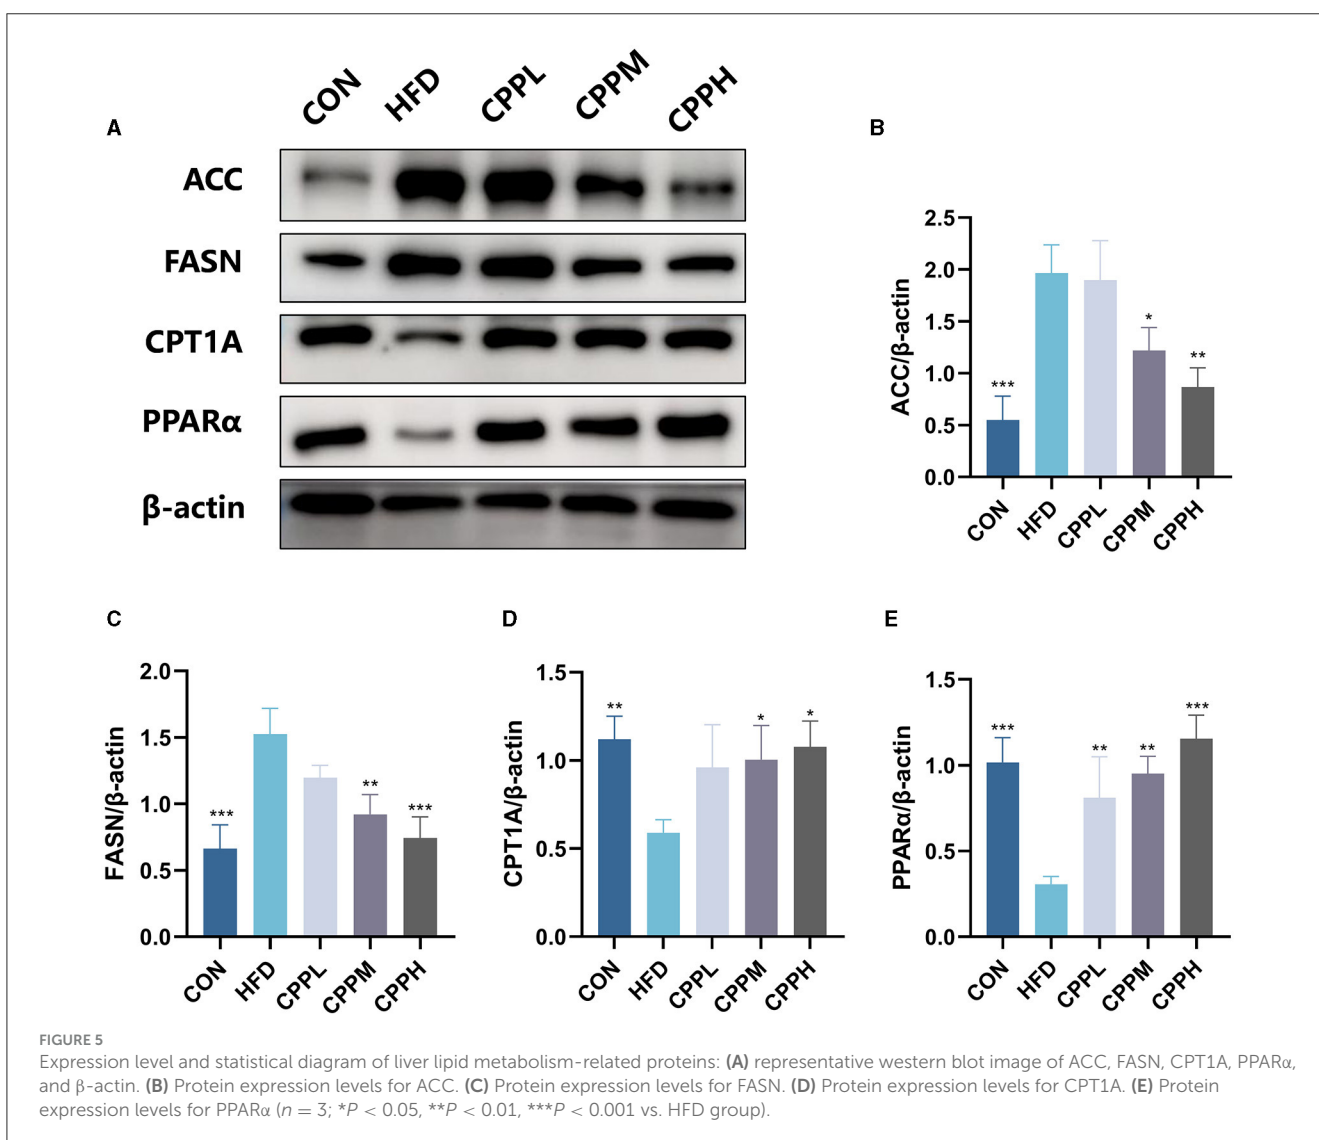 A
CON HFD CPPL CPPM CPPH
ACC
FASN
CPT1A
PPARα
β-actin
B
ACC/β-actin
2.5
2.0
1.5
1.0
0.5
0.0
***
*
**
CON HFD CPPL CPPM CPPH
C
FASN/β-actin
2.0
1.5
1.0
0.5
0.0
***
**
***
CON HFD CPPL CPPM CPPH
D
CPT1A/β-actin
1.5
1.0
0.5
0.0
**
*
*
CON HFD CPPL CPPM CPPH
E
PPARα/β-actin
1.5
1.0
0.5
0.0
***
**
**
***
CON HFD CPPL CPPM CPPH
FIGURE 5
Expression level and statistical diagram of liver lipid metabolism-related proteins: (A) representative western blot image of ACC, FASN, CPT1A, PPARα,
and β-actin. (B) Protein expression levels for ACC. (C) Protein expression levels for FASN. (D) Protein expression levels for CPT1A. (E) Protein
expression levels for PPARα (n = 3; *P < 0.05, **P < 0.01, ***P < 0.001 vs. HFD group).